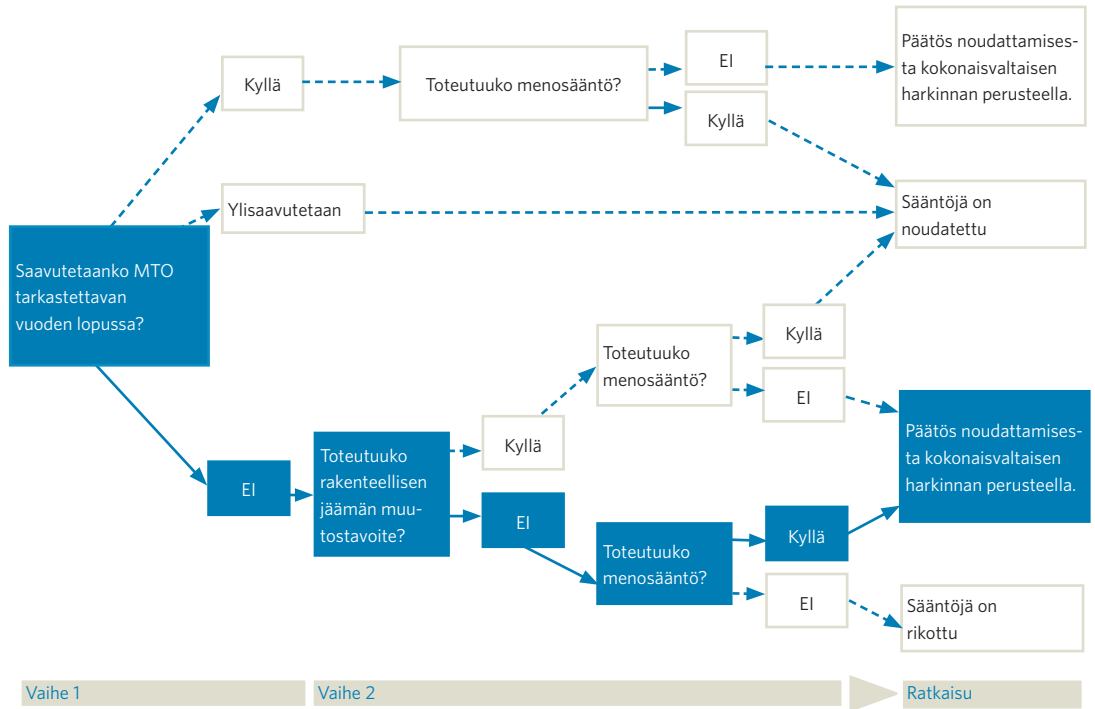 Kyllä
Toteutuuko menosääntö?
EI
Kyllä
Päätös noudattamises-
ta kokonaisvaltaisen
harkinnan perusteella.
Ylisaavutetaan
Sääntöjä on
noudatettu
Saavutetaanko MTO
tarkastettavan
vuoden lopussa?
EI
Toteutuuko
rakenteellisen
jäämän muu-
tostavoite?
Kyllä
Toteutuuko
menosääntö?
Kyllä
EI
EI
Toteutuuko
menosääntö?
Kyllä
EI
Päätös noudattamises-
ta kokonaisvaltaisen
harkinnan perusteella.
Sääntöjä on
rikottu
Vaihe 1
Vaihe 2
Ratkaisu